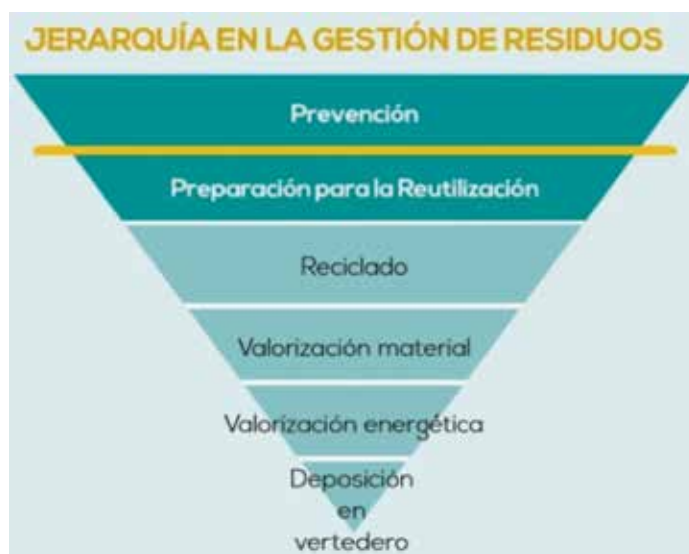 JERARQUÍA EN LA GESTIÓN DE RESIDUOS
Prevención
Preparación para la Reutilización
Reciclado
Valorización material
Valorización energética
Deposición
en
vertedero